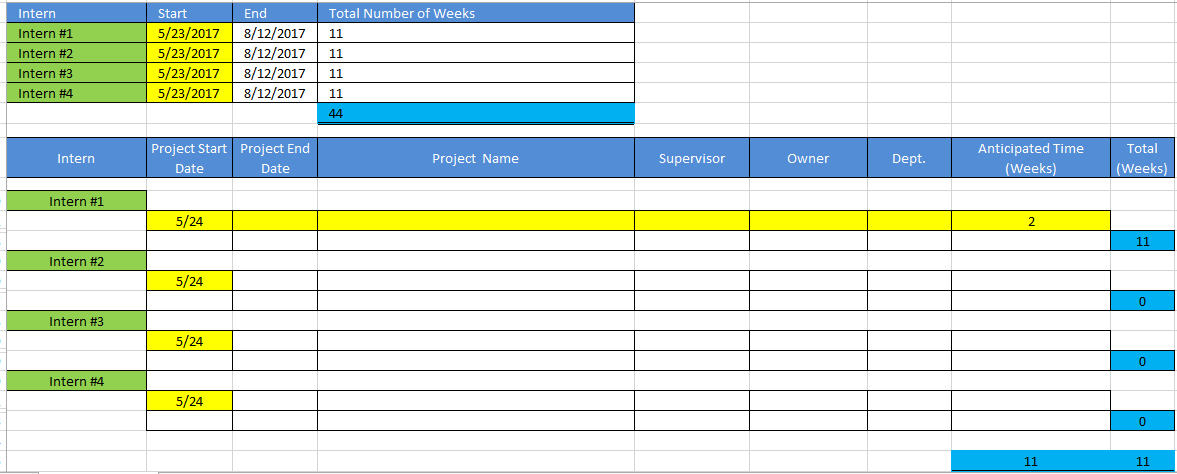 Intern Start End Total Number of Weeks
Intern #1 5/23/2017 8/12/2017 11
Intern #2 5/23/2017 8/12/2017 11
Intern #3 5/23/2017 8/12/2017 11
Intern #4 5/23/2017 8/12/2017 11
44
Intern Project Start Date Project End Date Project Name Supervisor Owner Dept. Anticipated Time (Weeks) Total (Weeks)
Intern #1
5/24 2
11
Intern #2
5/24
0
Intern #3
5/24
0
Intern #4
5/24
0
11 11